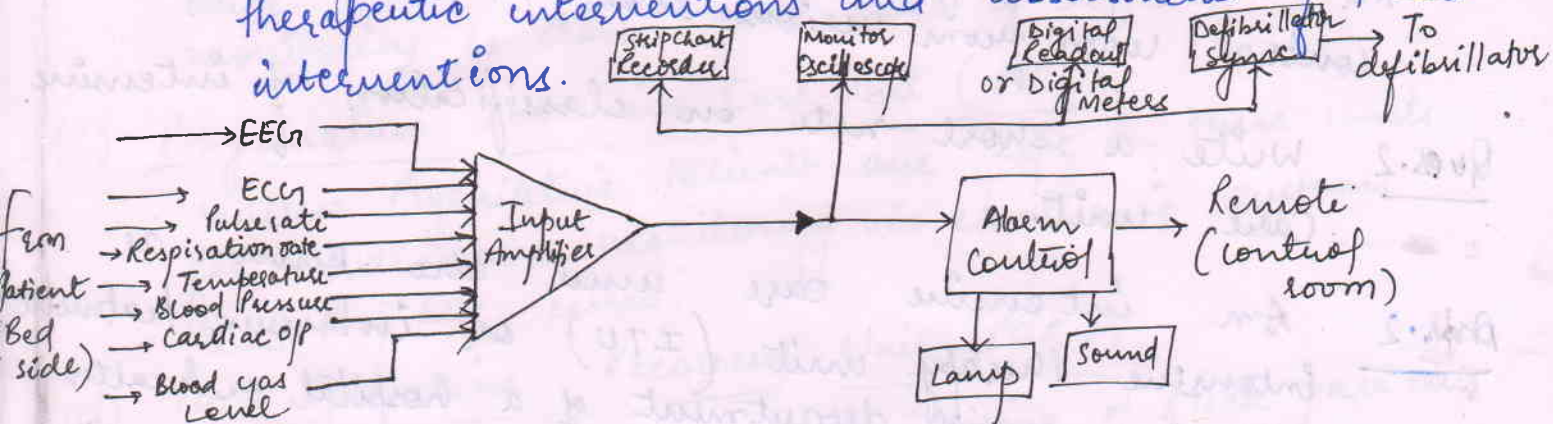 therapeutic interventions and
interventions.
StripChart Recorder
Monitor Oscilloscope
Digital Readout
or Digital Meters
Defibrillator Sync
To defibrillator
EEG
ECG
Pulse rate
Respiration rate
Temperature
Blood Pressure
Cardiac O/p
Blood gas Level
From Patient Bed side)
Input Amplifier
Alarm Control
Remote (control room)
Lamp
Sound